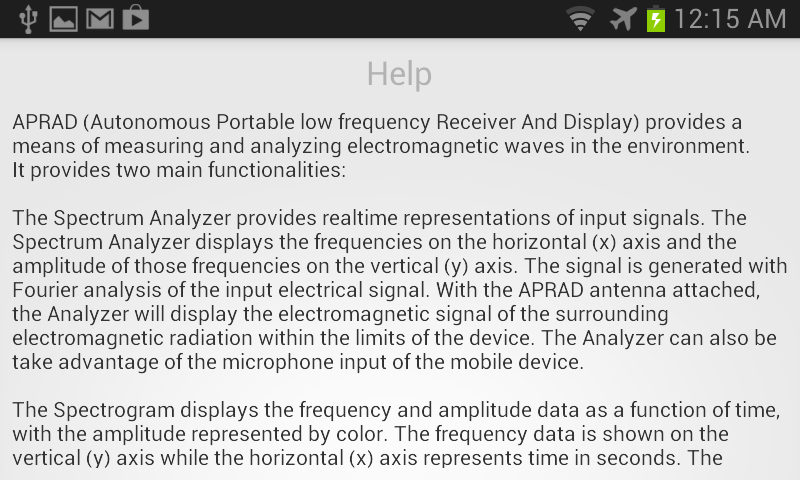 12:15 AM
Help
APRAD (Autonomous Portable low frequency Receiver And Display) provides a
means of measuring and analyzing electromagnetic waves in the environment.
It provides two main functionalities:
The Spectrum Analyzer provides realtime representations of input signals. The
Spectrum Analyzer displays the frequencies on the horizontal (x) axis and the
amplitude of those frequencies on the vertical (y) axis. The signal is generated with
Fourier analysis of the input electrical signal. With the APRAD antenna attached,
the Analyzer will display the electromagnetic signal of the surrounding
electromagnetic radiation within the limits of the device. The Analyzer can also be
take advantage of the microphone input of the mobile device.
The Spectrogram displays the frequency and amplitude data as a function of time,
with the amplitude represented by color. The frequency data is shown on the
vertical (y) axis while the horizontal (x) axis represents time in seconds. The